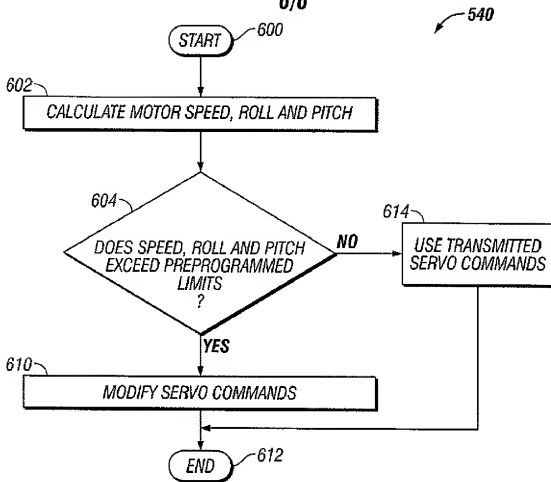 540
START
600
602
CALCULATE MOTOR SPEED, ROLL AND PITCH
604
DOES SPEED, ROLL AND PITCH
EXCEED PREPROGRAMMED
LIMITS
?
NO
614
USE TRANSMITTED
SERVO COMMANDS
YES
610
MODIFY SERVO COMMANDS
END
612